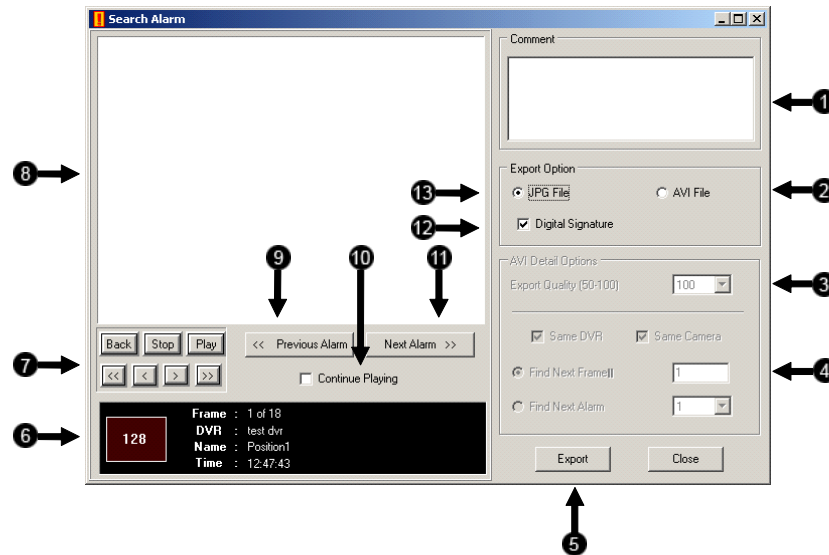 Search Alarm
Comment
1
Export Option
8
13
JPG File
AVI File
2
12
Digital Signature
9
10
11
AVI Detail Options
Export Quality (50-100)
100
3
Back Stop Play
<< Previous Alarm
Next Alarm >>
Same DVR
Same Camera
7
<< < > >>
Continue Playing
Find Next Frame||
1
4
Find Next Alarm
1
6
128
Frame : 1 of 18
DVR : test dvr
Name : Position1
Time : 12:47:43
Export
Close
5